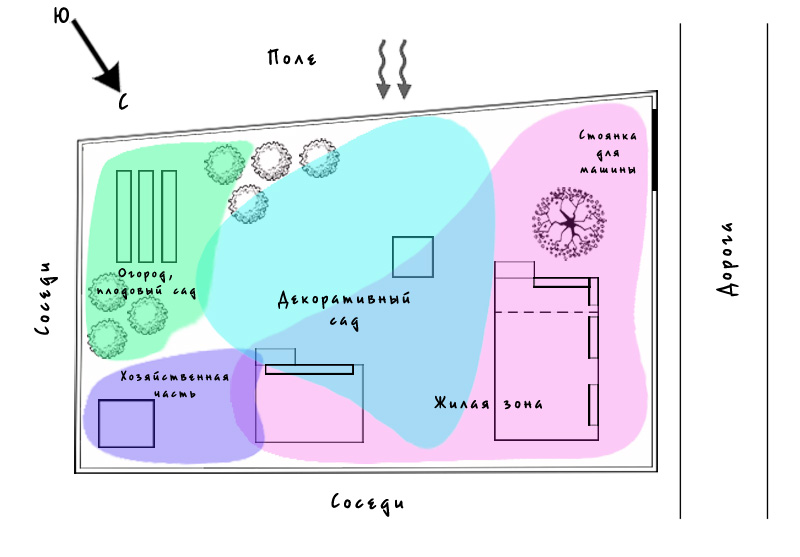 Ю
С
Поле
Стоянка
для
машины
Соседи
Огород,
плодовый сад
Декоративный
сад
Дорога
Хозяйственная
часть
Жилая зона
Соседи